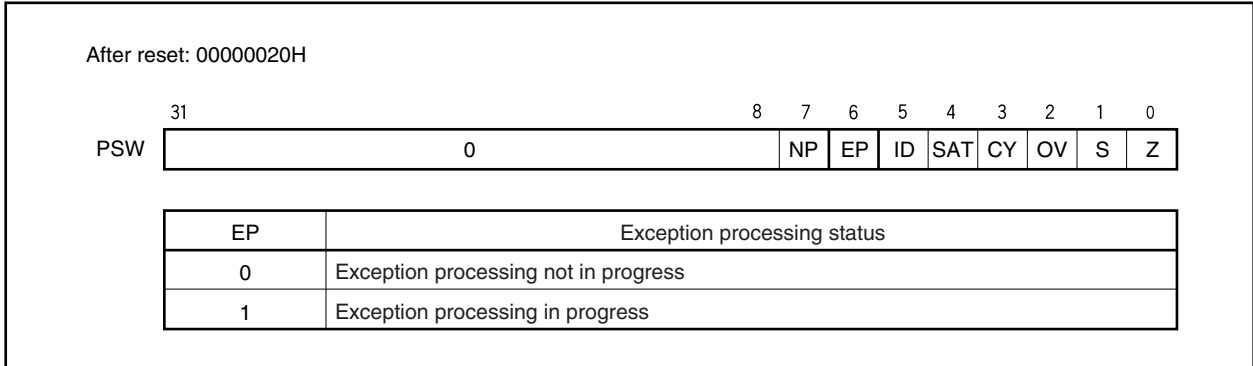 After reset: 00000020H
31 8 7 6 5 4 3 2 1 0
PSW 0 NP EP ID SAT CY OV S Z
EP Exception processing status
0 Exception processing not in progress
1 Exception processing in progress